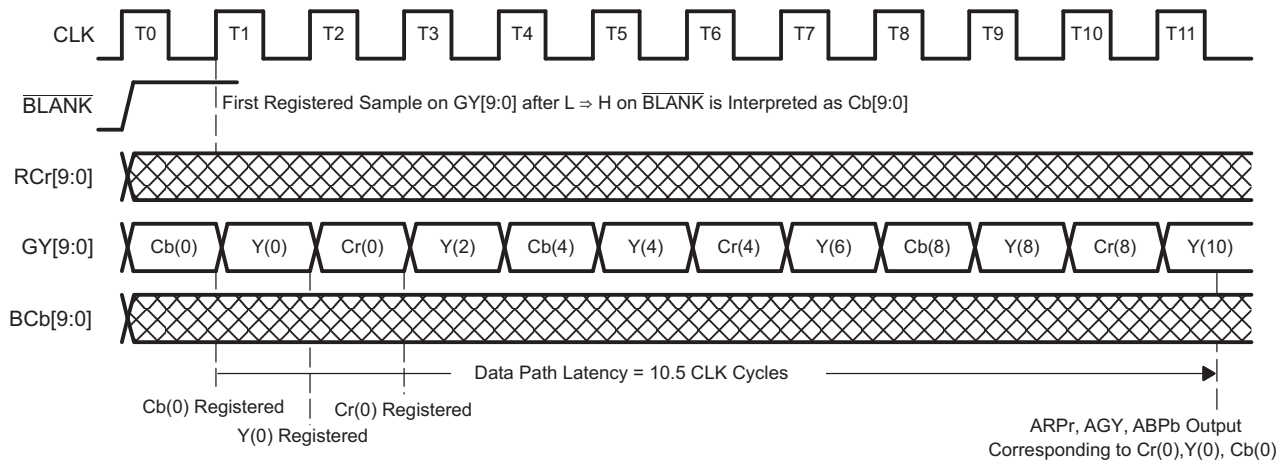 CLK T0 T1 T2 T3 T4 T5 T6 T7 T8 T9 T10 T11
BLANK First Registered Sample on GY[9:0] after L ⇒ H on BLANK is Interpreted as Cb[9:0]
RCr[9:0]
GY[9:0] Cb(0) Y(0) Cr(0) Y(2) Cb(4) Y(4) Cr(4) Y(6) Cb(8) Y(8) Cr(8) Y(10)
BCb[9:0]
Data Path Latency = 10.5 CLK Cycles
Cb(0) Registered Cr(0) Registered
Y(0) Registered
ARPr, AGY, ABPb Output
Corresponding to Cr(0),Y(0), Cb(0)